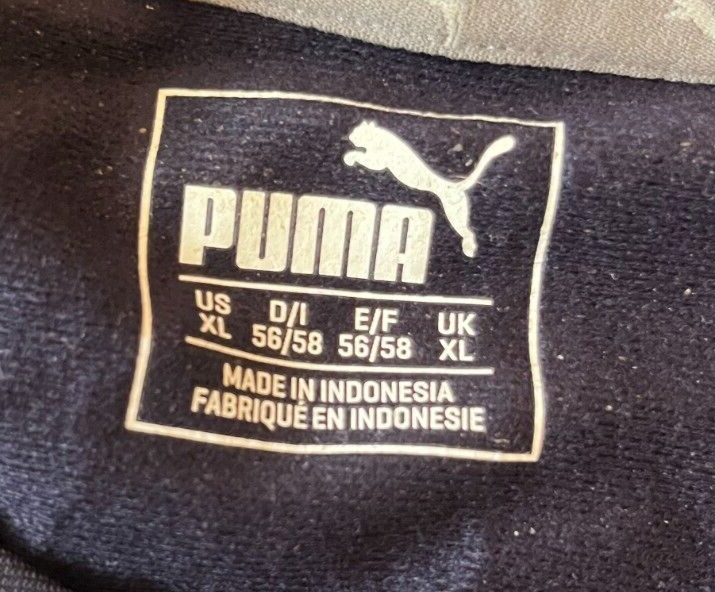 PUMA
US D/I E/F UK
XL 56/58 56/58 XL
MADE IN INDONESIA
FABRIQUÉ EN INDONESIE